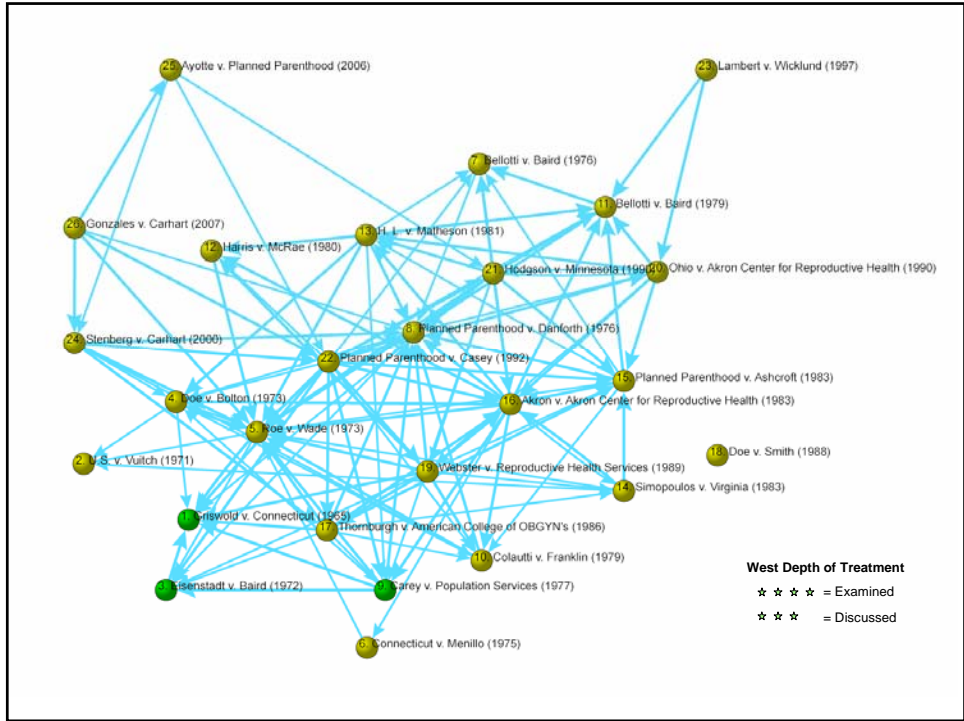 25. Ayotte v. Planned Parenthood (2006)
23. Lambert v. Wicklund (1997)
7. Bellotti v. Baird (1976)
11. Bellotti v. Baird (1979)
26. Gonzales v. Carhart (2007)
13. H. L. v. Matheson (1981)
12. Harris v. McRae (1980)
21. Hodgson v. Minnesota (1990)
20. Ohio v. Akron Center for Reproductive Health (1990)
8. Planned Parenthood v. Danforth (1976)
24. Stenberg v. Carhart (2000)
22. Planned Parenthood v. Casey (1992)
15. Planned Parenthood v. Ashcroft (1983)
4. Doe v. Bolton (1973)
16. Akron v. Akron Center for Reproductive Health (1983)
5. Roe v. Wade (1973)
18. Doe v. Smith (1988)
2. U.S. v. Vuitch (1971)
19. Webster v. Reproductive Health Services (1989)
14. Simopoulos v. Virginia (1983)
1. Griswold v. Connecticut (1965)
17. Thornburgh v. American College of OBGYN's (1986)
10. Colautti v. Franklin (1979)
3. Eisenstadt v. Baird (1972)
9. Carey v. Population Services (1977)
6. Connecticut v. Menillo (1975)
West Depth of Treatment
= Examined
= Discussed